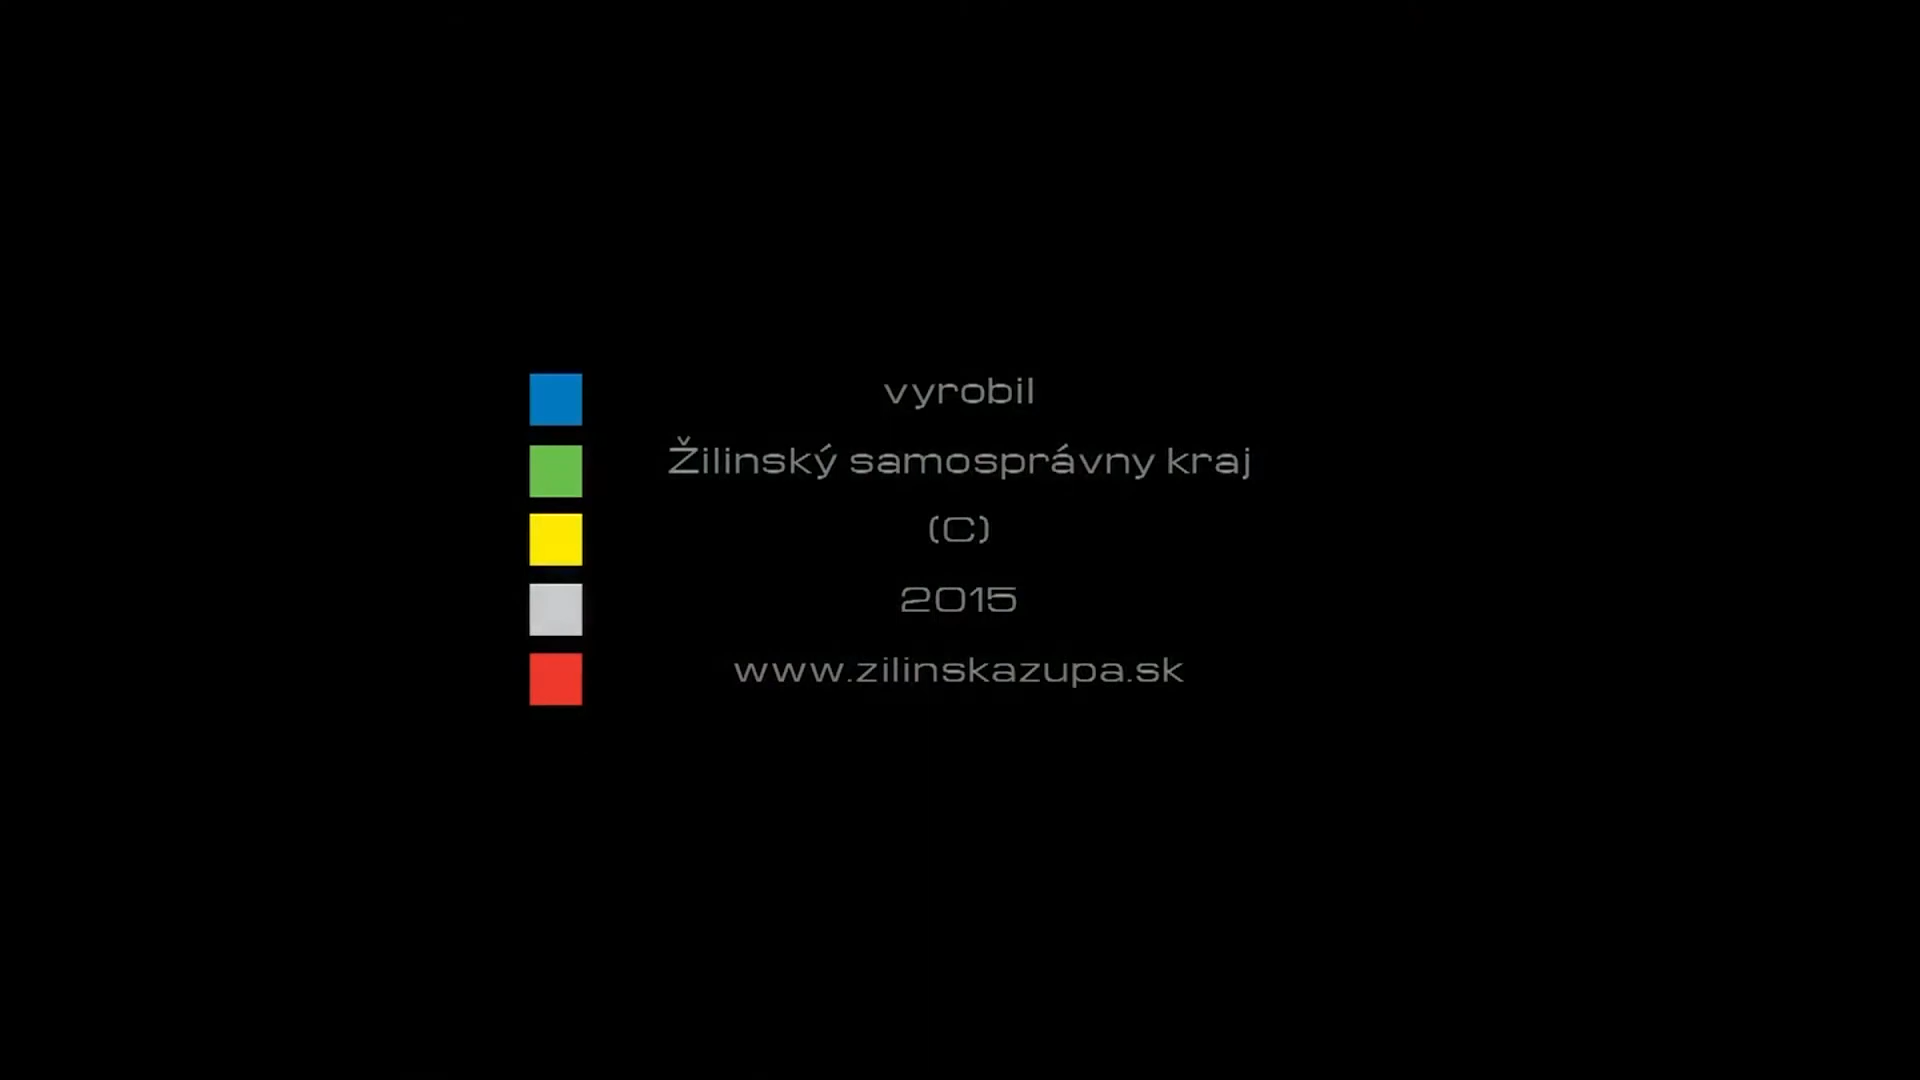 vyrobil
Žilinský samosprávny kraj
(C)
2015
www.zilinskazupa.sk